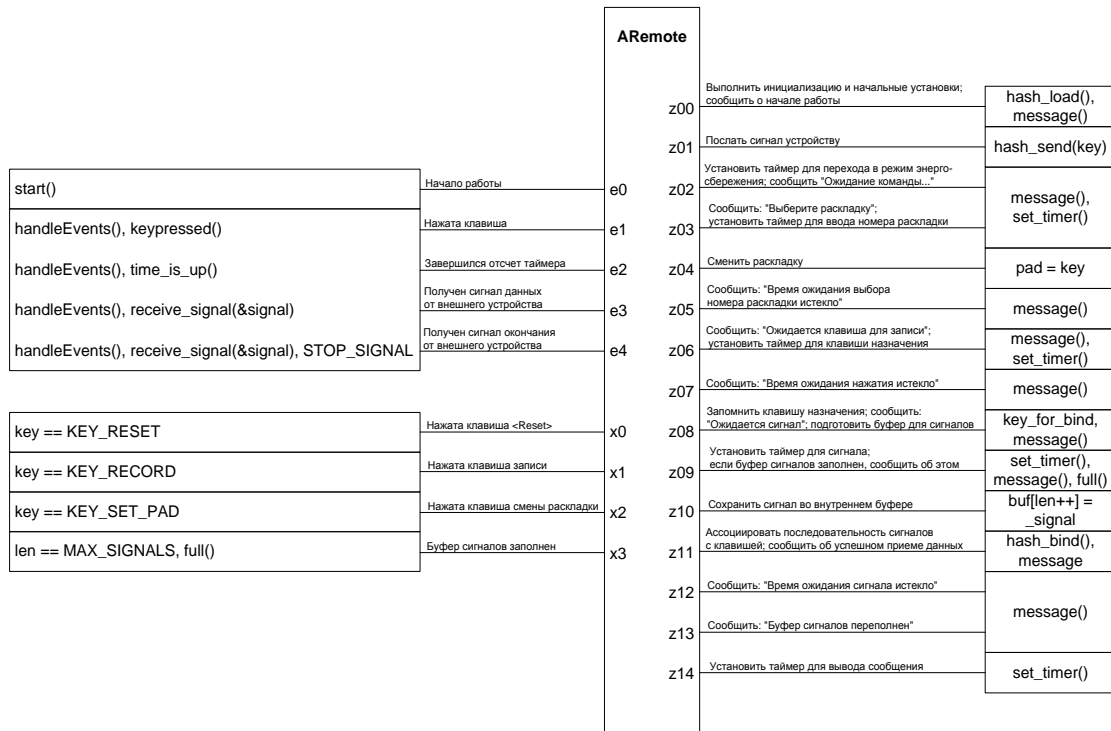 ARemote
start()
Начало работы
e0
handleEvents(), keypressed()
Нажата клавиша
e1
handleEvents(), time_is_up()
Завершился отсчет таймера
e2
handleEvents(), receive_signal(&signal)
Получен сигнал данных
от внешнего устройства
e3
handleEvents(), receive_signal(&signal), STOP_SIGNAL
Получен сигнал окончания
от внешнего устройства
e4
key == KEY_RESET
Нажата клавиша <Reset>
x0
key == KEY_RECORD
Нажата клавиша записи
x1
key == KEY_SET_PAD
Нажата клавиша смены раскладки
x2
len == MAX_SIGNALS, full()
Буфер сигналов заполнен
x3
z00
Выполнить инициализацию и начальные установки;
сообщить о начале работы
hash_load(),
message()
z01
Послать сигнал устройству
hash_send(key)
z02
Установить таймер для перехода в режим энерго-
сбережения; сообщить "Ожидание команды..."
z03
Сообщить: "Выберите раскладку";
установить таймер для ввода номера раскладки
message(),
set_timer()
z04
Сменить раскладку
pad = key
z05
Сообщить: "Время ожидания выбора
номера раскладки истекло"
message()
z06
Сообщить: "Ожидается клавиша для записи";
установить таймер для клавиши назначения
message(),
set_timer()
z07
Сообщить: "Время ожидания нажатия истекло"
message()
z08
Запомнить клавишу назначения; сообщить:
"Ожидается сигнал"; подготовить буфер для сигналов
key_for_bind,
message()
z09
Установить таймер для сигнала;
если буфер сигналов заполнен, сообщить об этом
set_timer(),
message(), full()
z10
Сохранить сигнал во внутреннем буфере
buf[len++] =
_signal
z11
Ассоциировать последовательность сигналов
с клавишей; сообщить об успешном приеме данных
hash_bind(),
message
z12
Сообщить: "Время ожидания сигнала истекло"
z13
Сообщить: "Буфер сигналов переполнен"
message()
z14
Установить таймер для вывода сообщения
set_timer()